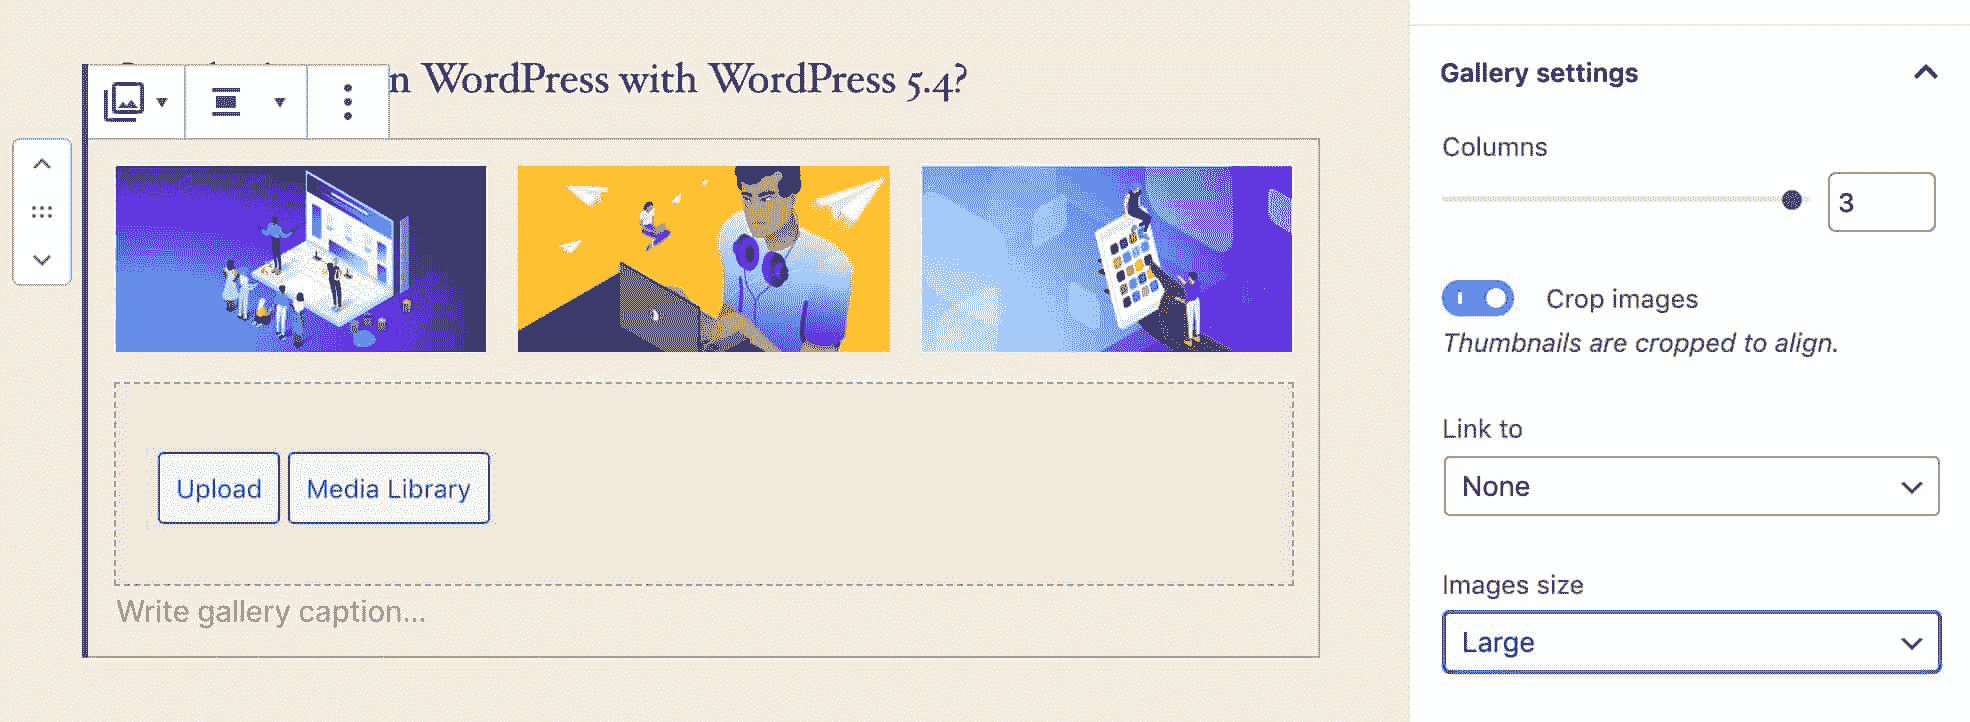 n WordPress with WordPress 5.4?
Upload
Media Library
Write gallery caption...
Gallery settings
Columns
3
Crop images
Thumbnails are cropped to align.
Link to
None
Images size
Large